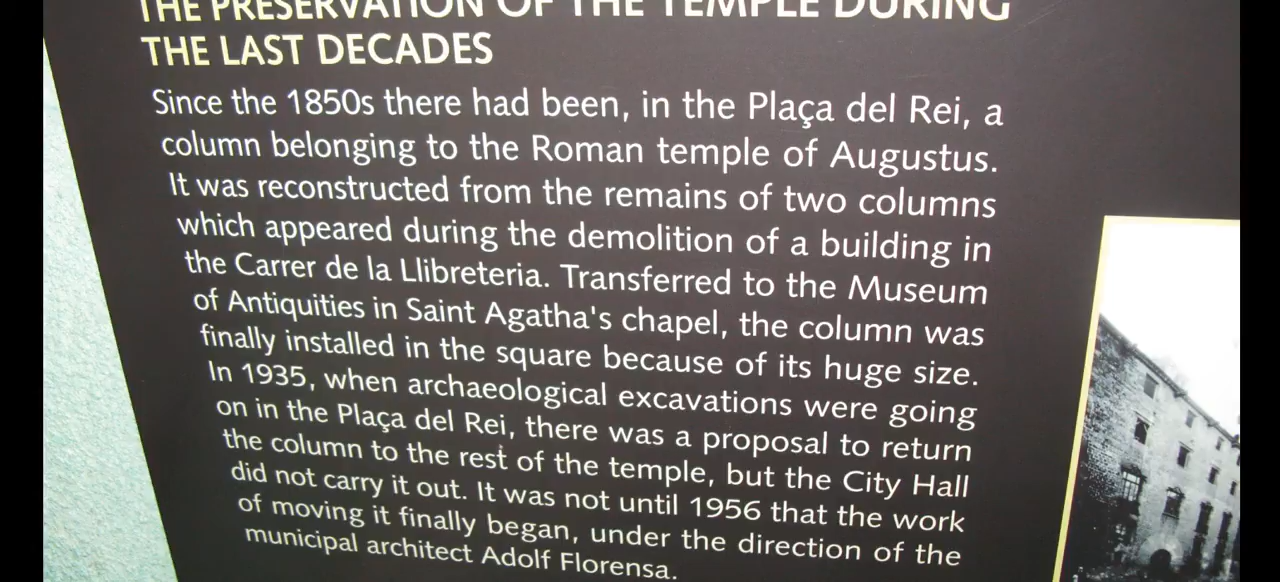 THE PRESERVATION OF THE TEMPLE DURING
THE LAST DECADES
Since the 1850s there had been, in the Plaça del Rei, a
column belonging to the Roman temple of Augustus.
It was reconstructed from the remains of two columns
which appeared during the demolition of a building in
the Carrer de la Llibreteria. Transferred to the Museum
of Antiquities in Saint Agatha's chapel, the column was
finally installed in the square because of its huge size.
In 1935, when archaeological excavations were going
on in the Plaça del Rei, there was a proposal to return
the column to the rest of the temple, but the City Hall
did not carry it out. It was not until 1956 that the work
of moving it finally began, under the direction of the
municipal architect Adolf Florensa.